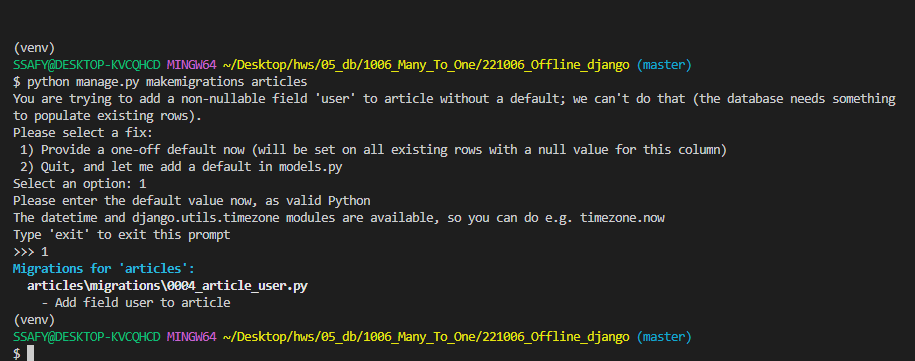 (venv)
SSAFY@DESKTOP-KVCQHCD MINGW64 ~/Desktop/hws/05_db/1006_Many_To_One/221006_Offline_django (master)
$ python manage.py makemigrations articles
You are trying to add a non-nullable field 'user' to article without a default; we can't do that (the database needs something
to populate existing rows).
Please select a fix:
 1) Provide a one-off default now (will be set on all existing rows with a null value for this column)
 2) Quit, and let me add a default in models.py
Select an option: 1
Please enter the default value now, as valid Python
The datetime and django.utils.timezone modules are available, so you can do e.g. timezone.now
Type 'exit' to exit this prompt
>>> 1
Migrations for 'articles':
  articles\migrations\0004_article_user.py
    - Add field user to article
(venv)
SSAFY@DESKTOP-KVCQHCD MINGW64 ~/Desktop/hws/05_db/1006_Many_To_One/221006_Offline_django (master)
$